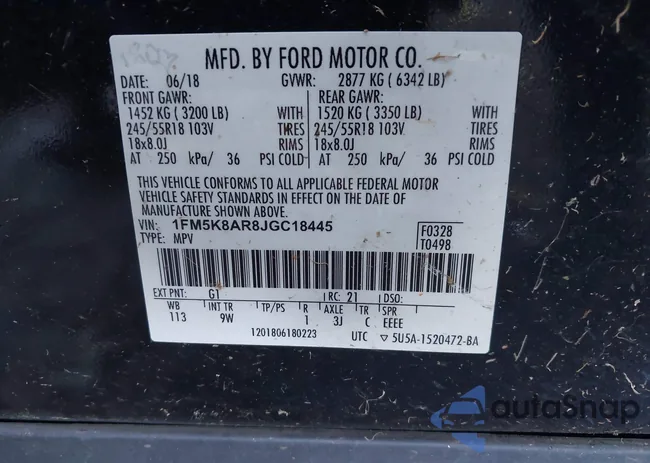 MFD. BY FORD MOTOR CO.
DATE: 06/18 GVWR: 2877 KG ( 6342 LB)
FRONT GAWR: REAR GAWR:
1452 KG ( 3200 LB) WITH 1520 KG ( 3350 LB) WITH
245/55R18 103V TIRES 245/55R18 103V TIRES
18x8.0J RIMS 18x8.0J RIMS
AT 250 kPa/ 36 PSI COLD AT 250 kPa/ 36 PSI COLD
THIS VEHICLE CONFORMS TO ALL APPLICABLE FEDERAL MOTOR
VEHICLE SAFETY STANDARDS IN EFFECT ON THE DATE OF
MANUFACTURE SHOWN ABOVE.
VIN: 1FM5K8AR8JGC18445 F0328
TYPE: MPV T0498
EXT PNT: G1 RC: 21 DSO:
WB INT TR TP/PS R AXLE TR SPR
113 9W 1 3J C EEEE
1201806180223 UTC ▽ 5U5A-1520472-BA
autoSnap